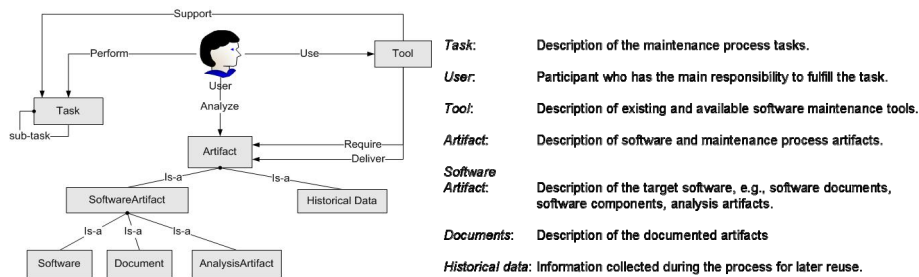 Support
Perform
Use
Tool
User
Task
Analyze
sub-task
Artifact
Require
Deliver
Is-a
Is-a
SoftwareArtifact
Historical Data
Is-a
Is-a
Is-a
Software
Document
AnalysisArtifact
Task: Description of the maintenance process tasks.
User: Participant who has the main responsibility to fulfill the task.
Tool: Description of existing and available software maintenance tools.
Artifact: Description of software and maintenance process artifacts.
Software
Artifact: Description of the target software, e.g., software documents,
software components, analysis artifacts.
Documents: Description of the documented artifacts
Historical data: Information collected during the process for later reuse.